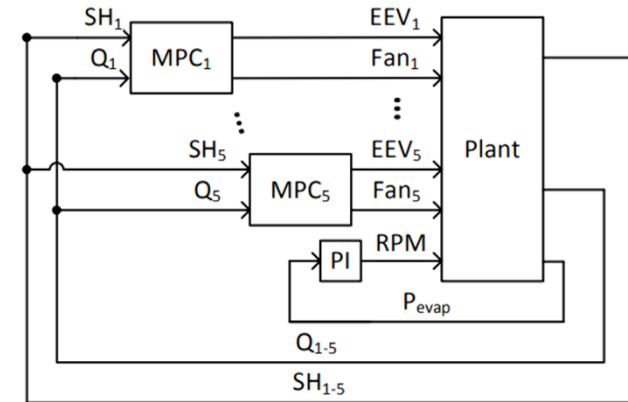 SH₁
EEV₁
Q₁
MPC₁
Fan₁
SH₅
EEV₅
Plant
Q₅
MPC₅
Fan₅
PI
RPM
Pₑᵥₐₚ
Q₁₋₅
SH₁₋₅